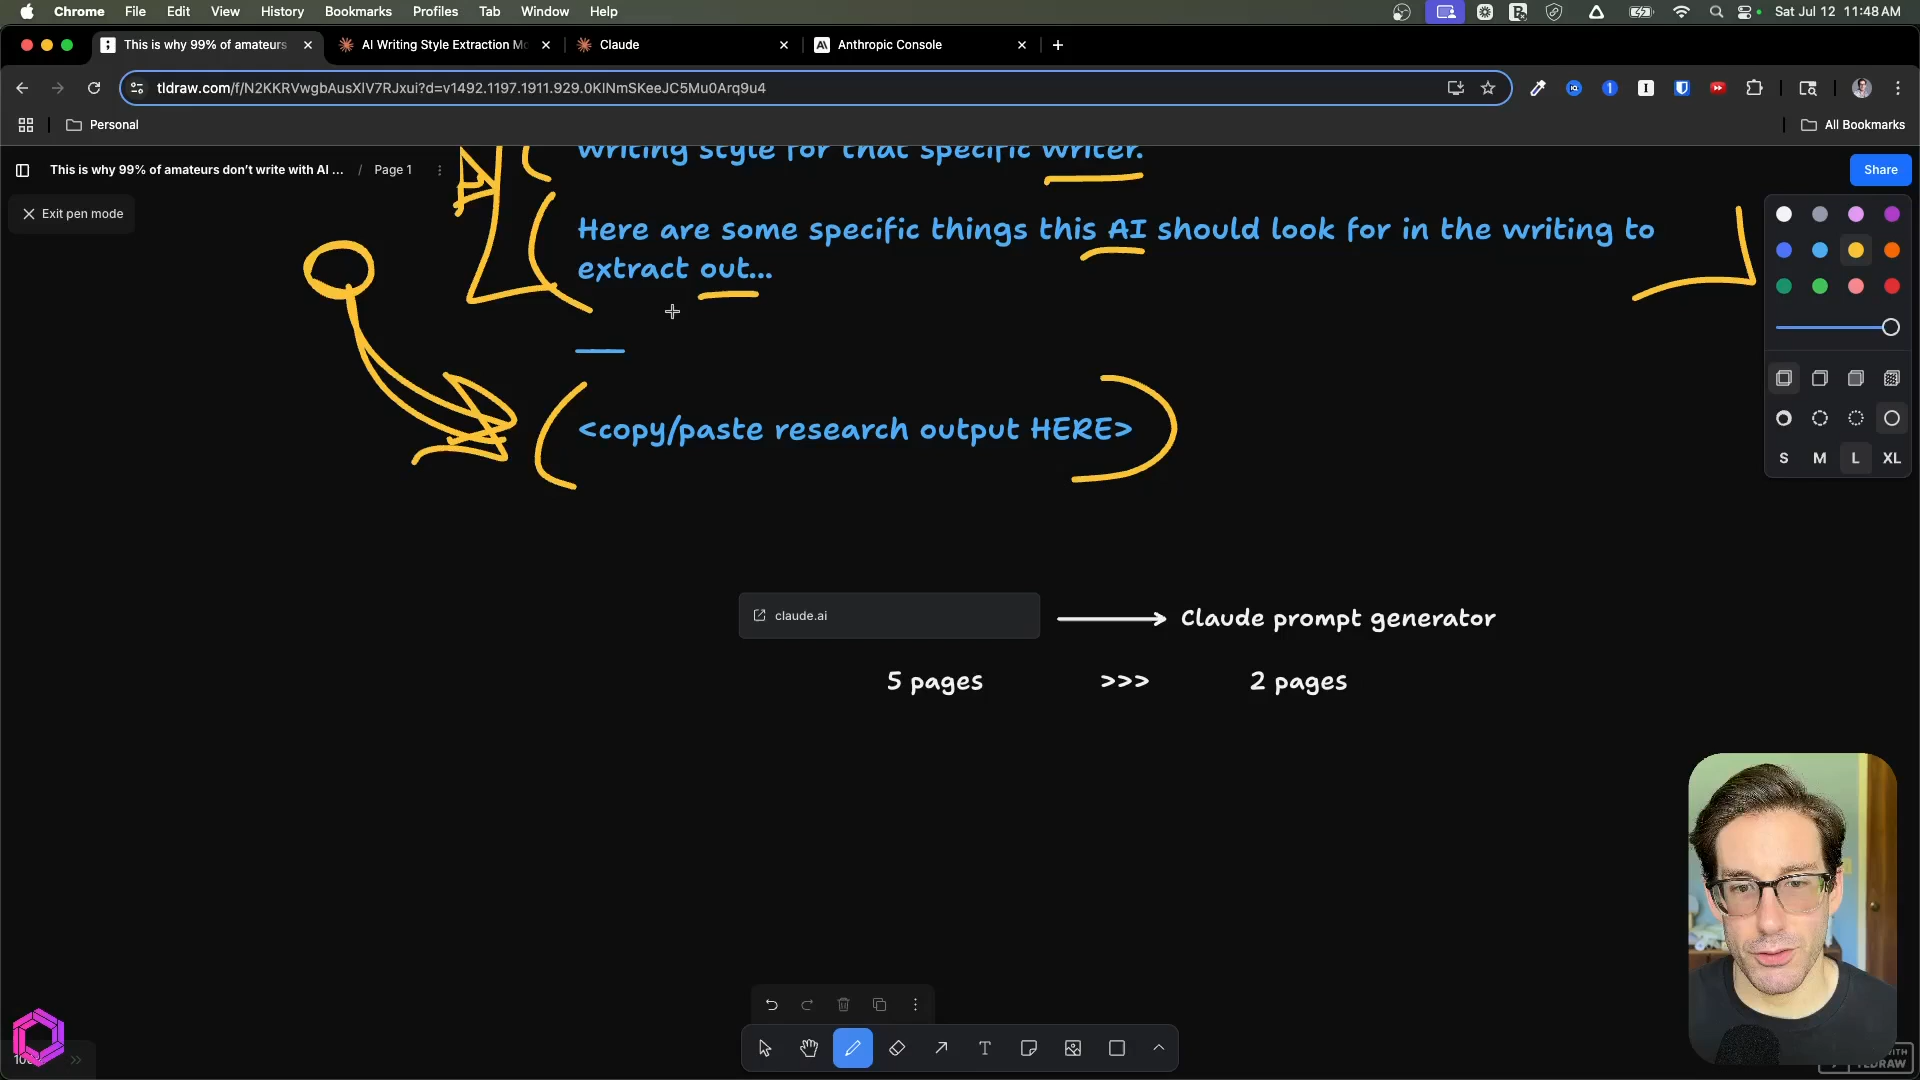 Chrome File Edit View History Bookmarks Profiles Tab Window Help Sat Jul 12 11:48 AM
This is why 99% of amateurs AI Writing Style Extraction Mo Claude Anthropic Console
tldraw.com/f/N2KKRVwgbAusXIV7RJxui?d=v1492.1197.1911.929.0KINmSKeeJC5Mu0Arq9u4
Personal All Bookmarks
This is why 99% of amateurs don't write with AI ... / Page 1 Share
Exit pen mode
writing style for that specific writer.
Here are some specific things this AI should look for in the writing to
extract out...
<copy/paste research output HERE>
S M L XL
claude.ai Claude prompt generator
5 pages >>> 2 pages